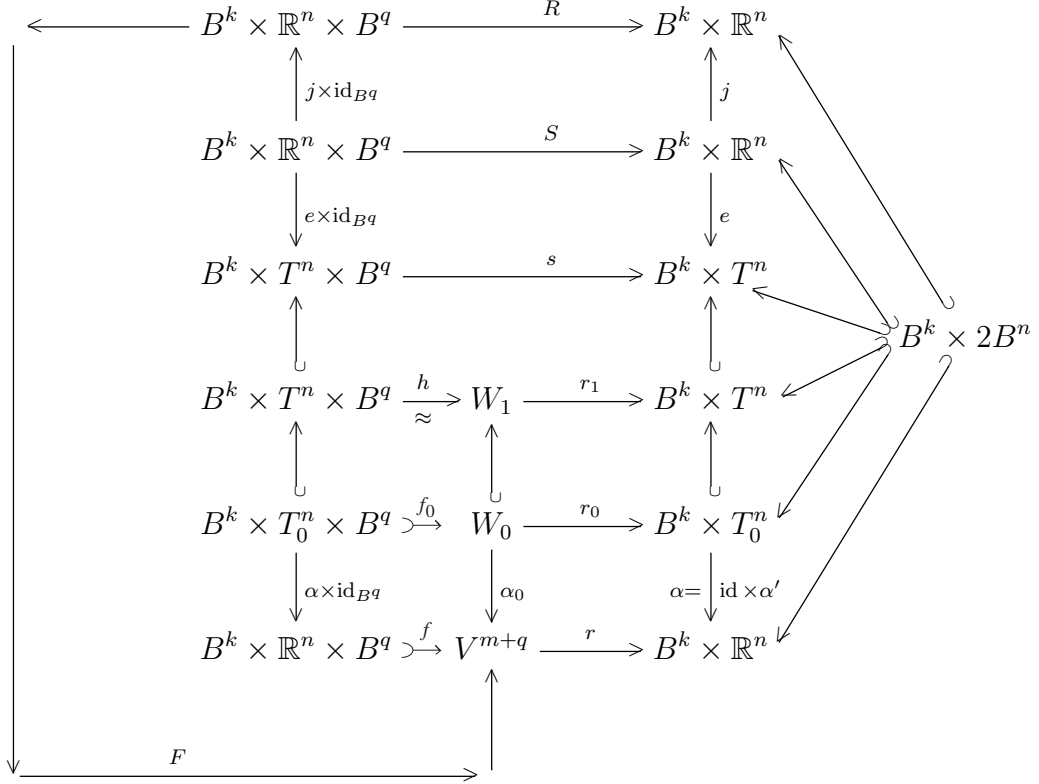 B^k × ℝ^n × B^q R B^k × ℝ^n
j×id_{B^q} j
B^k × ℝ^n × B^q S B^k × ℝ^n
e×id_{B^q} e
B^k × T^n × B^q s B^k × T^n
B^k × 2B^n
B^k × T^n × B^q h ≈ W_1 r_1 B^k × T^n
B^k × T_0^n × B^q f_0 W_0 r_0 B^k × T_0^n
α×id_{B^q} α_0 α= id ×α′
B^k × ℝ^n × B^q f V^{m+q} r B^k × ℝ^n
F